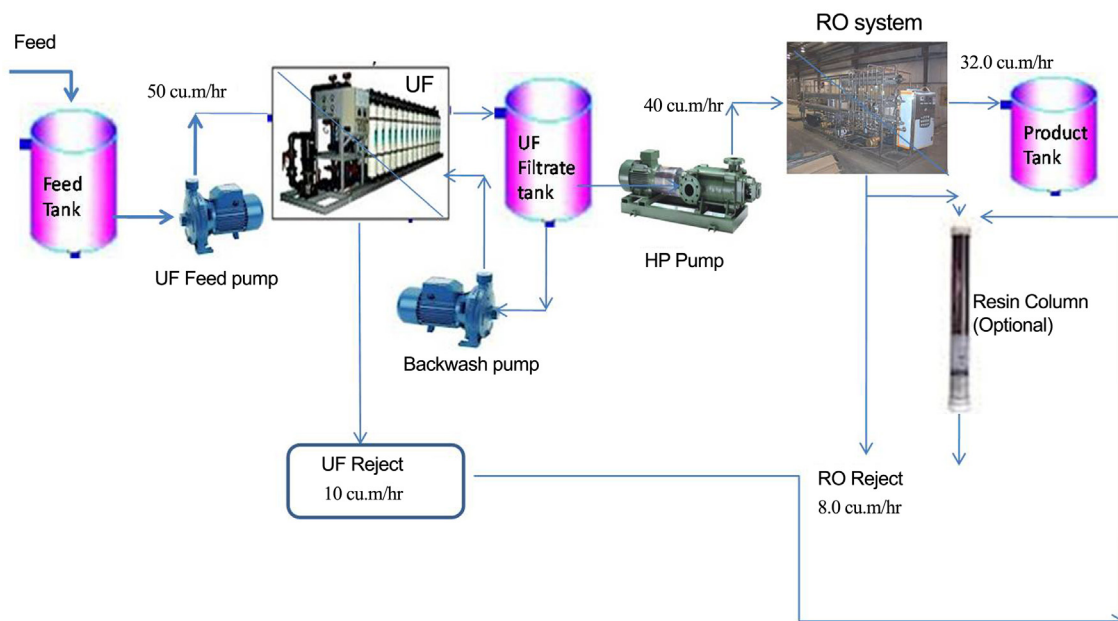 Feed
50 cu.m/hr
UF
RO system
32.0 cu.m/hr
40 cu.m/hr
Feed
Tank
UF
Filtrate
tank
Product
Tank
UF Feed pump
HP Pump
Backwash pump
Resin Column
(Optional)
UF Reject
10 cu.m/hr
RO Reject
8.0 cu.m/hr